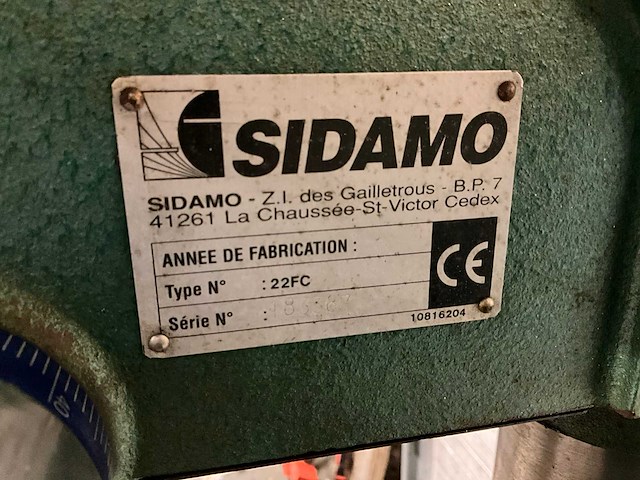 SIDAMO
SIDAMO - Z.I. des Gailletrous - B.P. 7
41261 La Chaussée-St-Victor Cedex
ANNEE DE FABRICATION :
Type N° : 22FC
Série N° :
10816204
CE